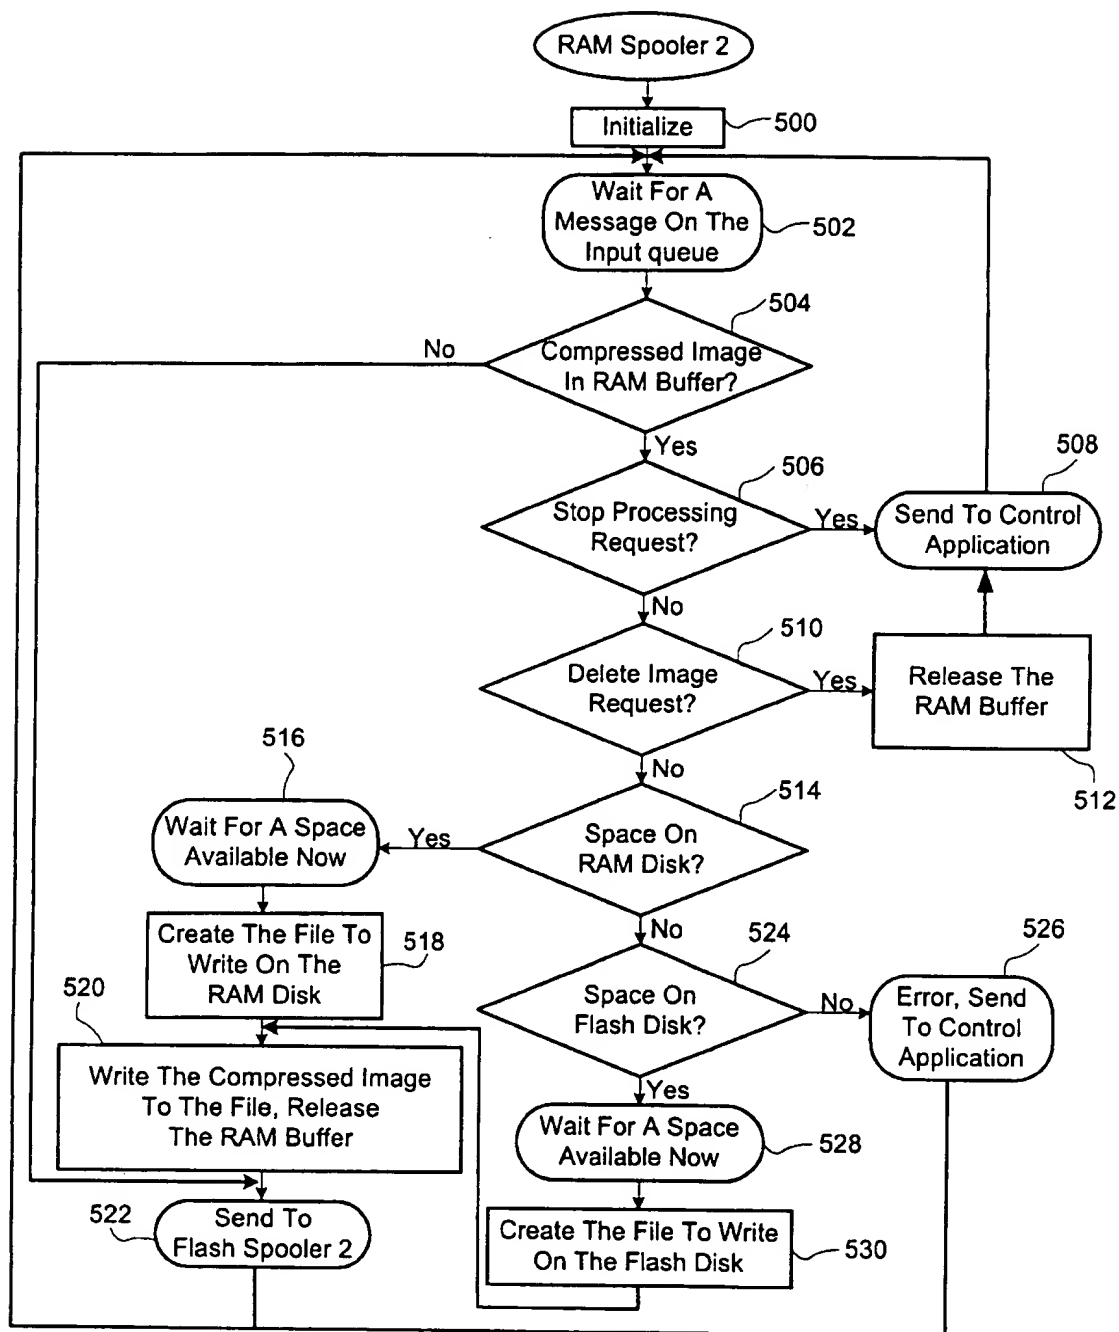 RAM Spooler 2
Initialize
500
Wait For A
Message On The
Input queue
502
504
No
Compressed Image
In RAM Buffer?
Yes
506
508
Stop Processing
Request?
Yes
Send To Control
Application
No
510
Delete Image
Request?
Yes
Release The
RAM Buffer
512
516
No
514
Wait For A Space
Available Now
Yes
Space On
RAM Disk?
Create The File To
Write On The
RAM Disk
518
No
524
526
520
Space On
Flash Disk?
No
Error, Send
To Control
Application
Write The Compressed Image
To The File, Release
The RAM Buffer
Yes
Wait For A Space
Available Now
528
522
Send To
Flash Spooler 2
Create The File To Write
On The Flash Disk
530